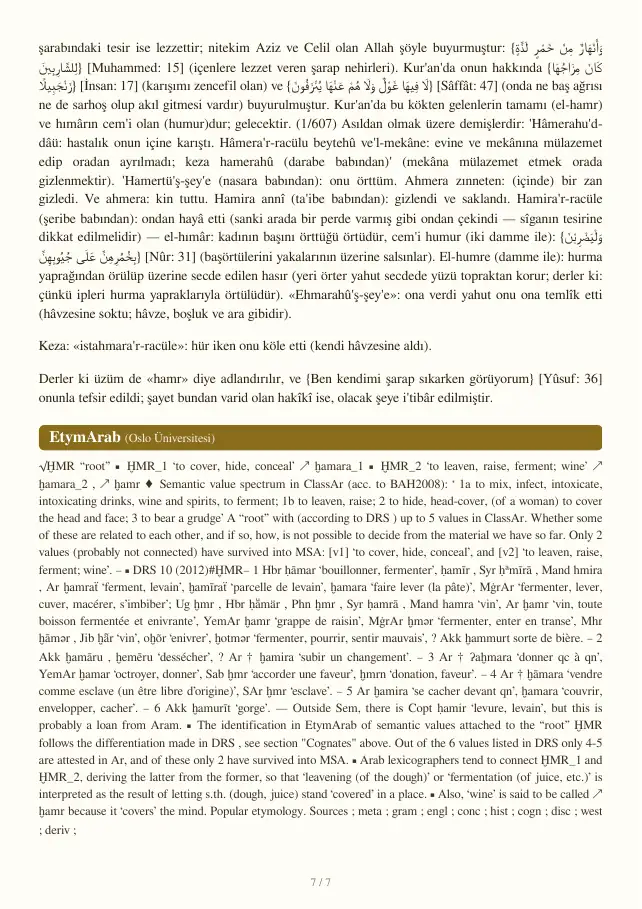 şarabındaki tesir ise lezzettir; nitekim Aziz ve Celil olan Allah şöyle buyurmuştur: {وَأَنْهَارٌ مِنْ خَمْرٍ لَذَّةٍ
لِلشَّارِبِينَ} [Muhammed: 15] (içenlere lezzet veren şarap nehirleri). Kur'an'da onun hakkında {كَانَ مِزَاجُهَا
زَنْجَبِيلًا} [İnsan: 17] (karışımı zencefil olan) ve {لَا فِيهَا غَوْلٌ وَلَا هُمْ عَنْهَا يُنْزَفُونَ} [Sâffât: 47] (onda ne baş ağrısı
ne de sarhoş olup akıl gitmesi vardır) buyurulmuştur. Kur'an'da bu kökten gelenlerin tamamı (el-hamr)
ve hımârın cem'i olan (humur)dur; gelecektir. (1/607) Asıldan olmak üzere demişlerdir: 'Hâmerahu'd-
dâü: hastalık onun içine karıştı. Hâmera'r-racülu beytehû ve'l-mekâne: evine ve mekânına mülazemet
edip oradan ayrılmadı; keza hamerahû (darabe babından)' (mekâna mülazemet etmek orada
gizlenmektir). 'Hamertü'ş-şey'e (nasara babından): onu örttüm. Ahmera zınneten: (içinde) bir zan
gizledi. Ve ahmera: kin tuttu. Hamira annî (ta'ibe babından): gizlendi ve saklandı. Hamira'r-racüle
(şeribe babından): ondan hayâ etti (sanki arada bir perde varmış gibi ondan çekindi — sîganın tesirine
dikkat edilmelidir) — el-hımâr: kadının başını örttüğü örtüdür, cem'i humur (iki damme ile): {وَلْيَضْرِبْنَ
بِخُمُرِهِنَّ عَلَى جُيُوبِهِنَّ} [Nûr: 31] (başörtülerini yakalarının üzerine salsınlar). El-humre (damme ile): hurma
yaprağından örülüp üzerine secde edilen hasır (yeri örter yahut secdede yüzü topraktan korur; derler ki:
çünkü ipleri hurma yapraklarıyla örtülüdür). «Ehmarahû'ş-şey'e»: ona verdi yahut onu ona temlîk etti
(hâvzesine soktu; hâvze, boşluk ve ara gibidir).
Keza: «istahmara'r-racüle»: hür iken onu köle etti (kendi hâvzesine aldı).
Derler ki üzüm de «hamr» diye adlandırılır, ve {Ben kendimi şarap sıkarken görüyorum} [Yûsuf: 36]
onunla tefsir edildi; şayet bundan varid olan hakîkî ise, olacak şeye i'tibâr edilmiştir.
EtymArab (Oslo Üniversitesi)
√ḪMR “root” ▪ ḪMR_1 ‘to cover, hide, conceal’ ↗ ḫamara_1 ▪ ḪMR_2 ‘to leaven, raise, ferment; wine’ ↗
ḫamara_2 , ↗ ḫamr ♦ Semantic value spectrum in ClassAr (acc. to BAH2008): ‘ 1a to mix, infect, intoxicate,
intoxicating drinks, wine and spirits, to ferment; 1b to leaven, raise; 2 to hide, head-cover, (of a woman) to cover
the head and face; 3 to bear a grudge’ A “root” with (according to DRS ) up to 5 values in ClassAr. Whether some
of these are related to each other, and if so, how, is not possible to decide from the material we have so far. Only 2
values (probably not connected) have survived into MSA: [v1] ‘to cover, hide, conceal’, and [v2] ‘to leaven, raise,
ferment; wine’. – ▪ DRS 10 (2012)#ḪMR– 1 Hbr ḥāmar ‘bouillonner, fermenter’, ḥamīr , Syr ḥᵃmīrā , Mand hmira
, Ar ḫamraẗ ‘ferment, levain’, ḫamīraẗ ‘parcelle de levain’, ḫamara ‘faire lever (la pâte)’, MġrAr ‘fermenter, lever,
cuver, macérer, s’imbiber’; Ug ḫmr , Hbr ḥämär , Phn ḥmr , Syr ḥamrā , Mand hamra ‘vin’, Ar ḫamr ‘vin, toute
boisson fermentée et enivrante’, YemAr ḫamr ‘grappe de raisin’, MġrAr ḫmər ‘fermenter, enter en transe’, Mhr
ḫāmər , Jib ḫãr ‘vin’, oḫōr ‘enivrer’, ḫotmər ‘fermenter, pourrir, sentir mauvais’, ? Akk ḫammurt sorte de bière. – 2
Akk ḫamāru , ḫemēru ‘dessécher’, ? Ar † ḫamira ‘subir un changement’. – 3 Ar † ʔaḫmara ‘donner qc à qn’,
YemAr ḫamar ‘octroyer, donner’, Sab ḫmr ‘accorder une faveur’, ḫmrn ‘donation, faveur’. – 4 Ar † ḫāmara ‘vendre
comme esclave (un être libre d’origine)’, SAr ḫmr ‘esclave’. – 5 Ar ḫamira ‘se cacher devant qn’, ḫamara ‘couvrir,
envelopper, cacher’. – 6 Akk ḫamurīt ‘gorge’. — Outside Sem, there is Copt ḥamir ‘levure, levain’, but this is
probably a loan from Aram. ▪ The identification in EtymArab of semantic values attached to the “root” ḪMR
follows the differentiation made in DRS , see section "Cognates" above. Out of the 6 values listed in DRS only 4-5
are attested in Ar, and of these only 2 have survived into MSA. ▪ Arab lexicographers tend to connect ḪMR_1 and
ḪMR_2, deriving the latter from the former, so that ‘leavening (of the dough)’ or ‘fermentation (of juice, etc.)’ is
interpreted as the result of letting s.th. (dough, juice) stand ‘covered’ in a place. ▪ Also, ‘wine’ is said to be called ↗
ḫamr because it ‘covers’ the mind. Popular etymology. Sources ; meta ; gram ; engl ; conc ; hist ; cogn ; disc ; west
; deriv ;
7 / 7